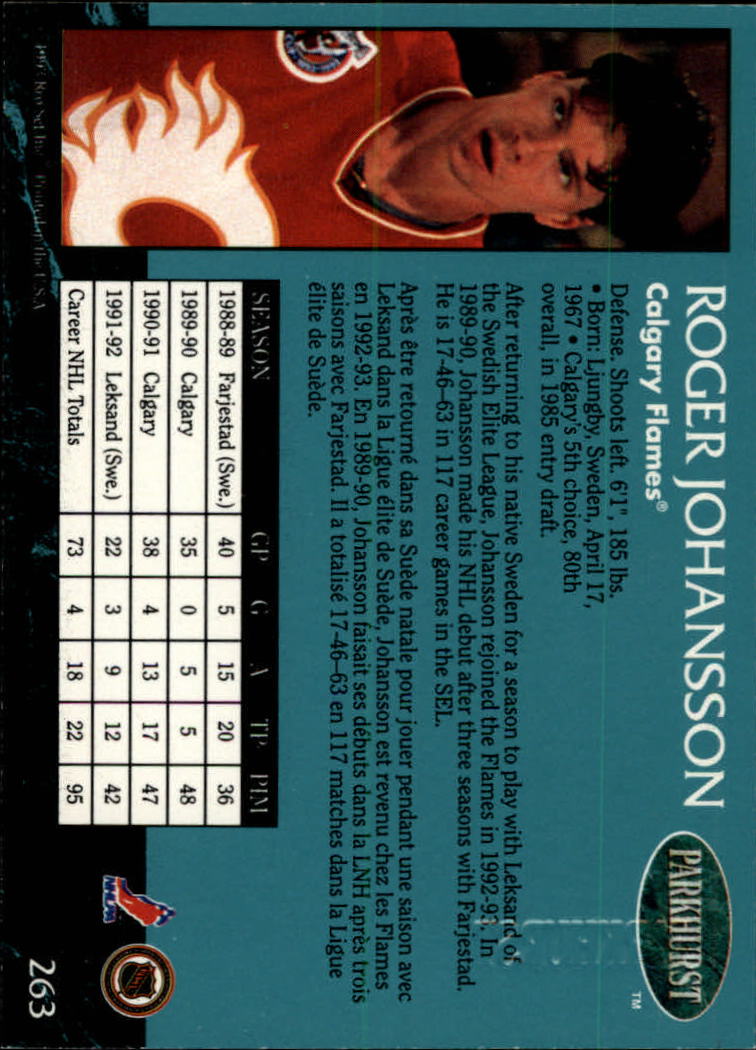 ROGER JOHANSSON
Calgary Flames®
PARKHURST
TM
Defense. Shoots left. 6'1", 185 lbs.
• Born: Ljungby, Sweden, April 17,
1967 • Calgary's 5th choice, 80th
overall, in 1985 entry draft.
After returning to his native Sweden for a season to play with Leksand of
the Swedish Elite League, Johansson rejoined the Flames in 1992-93. In
1989-90, Johansson made his NHL debut after three seasons with Farjestad.
He is 17-46–63 in 117 career games in the SEL.
Après être retourné dans sa Suède natale pour jouer pendant une saison avec
Leksand dans la Ligue élite de Suède, Johansson est revenu chez les Flames
en 1992-93. En 1989-90, Johansson faisait ses débuts dans la LNH après trois
saisons avec Farjestad. Il a totalisé 17-46–63 en 117 matches dans la Ligue
élite de Suède.
SEASON GP G A TP PIM
1988-89 Farjestad (Swe.) 40 5 15 20 36
1989-90 Calgary 35 0 5 5 48
1990-91 Calgary 38 4 13 17 47
1991-92 Leksand (Swe.) 22 3 9 12 42
Career NHL Totals 73 4 18 22 95
NHLPA
NHL
263
Printed in the USA